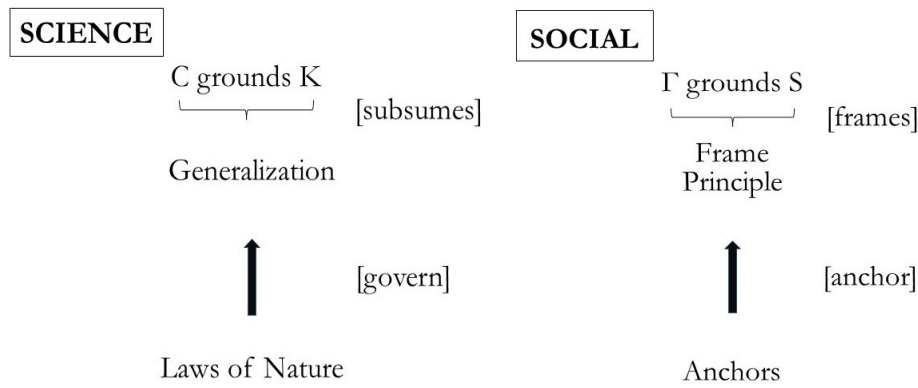 SCIENCE
C grounds K
[subsumes]
Generalization
[govern]
Laws of Nature
SOCIAL
Γ grounds S
[frames]
Frame
Principle
[anchor]
Anchors